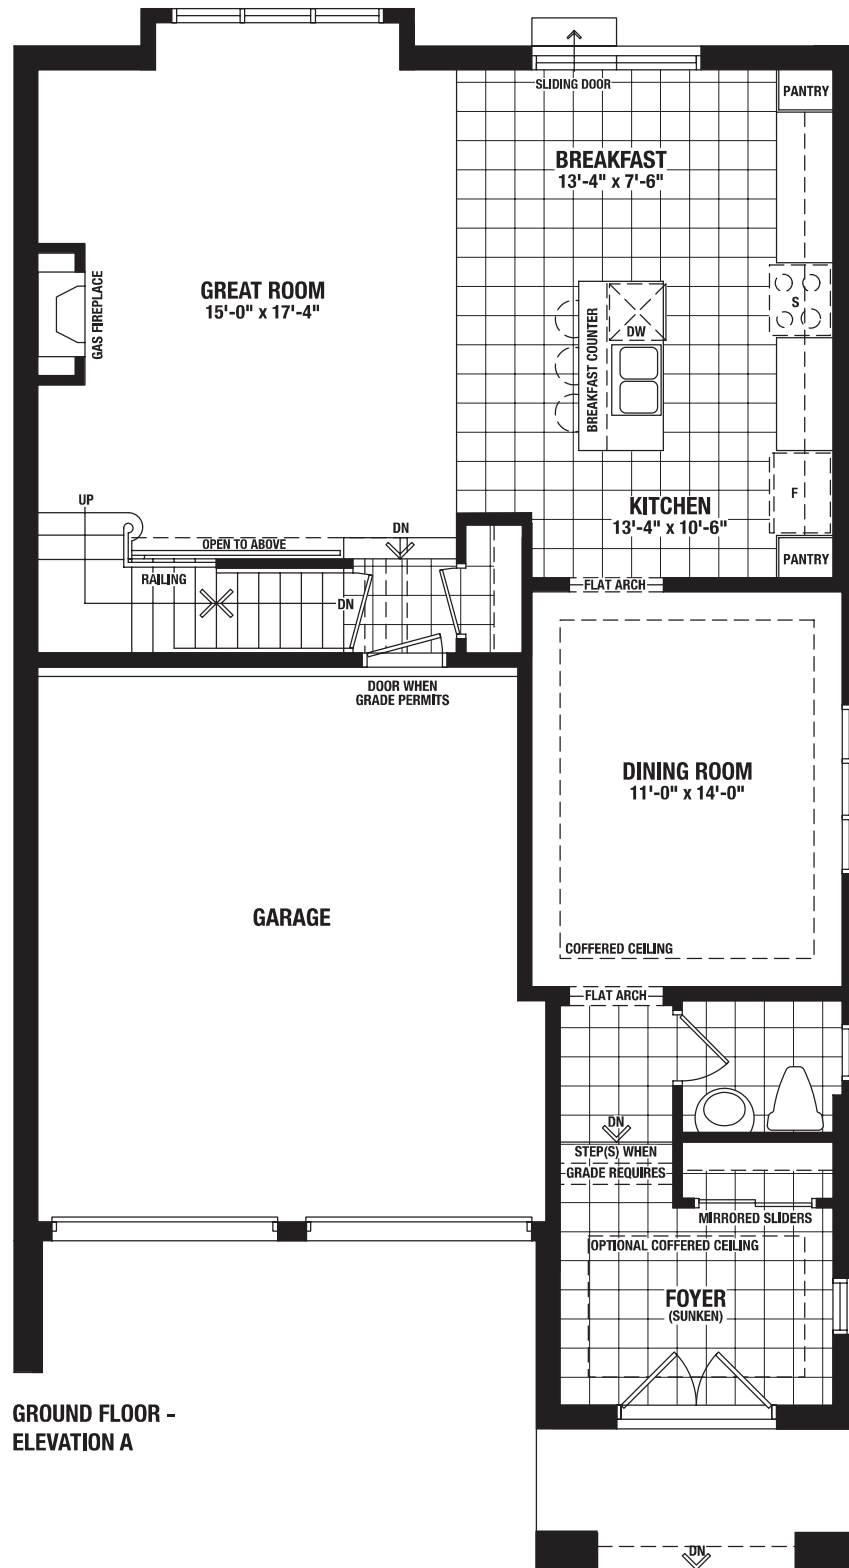 SLIDING DOOR
PANTRY
BREAKFAST
13'-4" x 7'-6"
GREAT ROOM
15'-0" x 17'-4"
GAS FIREPLACE
S
DW
BREAKFAST COUNTER
F
KITCHEN
13'-4" x 10'-6"
UP
DN
OPEN TO ABOVE
PANTRY
RAILING
FLAT ARCH
DN
DOOR WHEN
GRADE PERMITS
DINING ROOM
11'-0" x 14'-0"
GARAGE
COFFERED CEILING
FLAT ARCH
DN
STEP(S) WHEN
GRADE REQUIRES
MIRRORED SLIDERS
OPTIONAL COFFERED CEILING
FOYER
(SUNKEN)
GROUND FLOOR -
ELEVATION A
DN